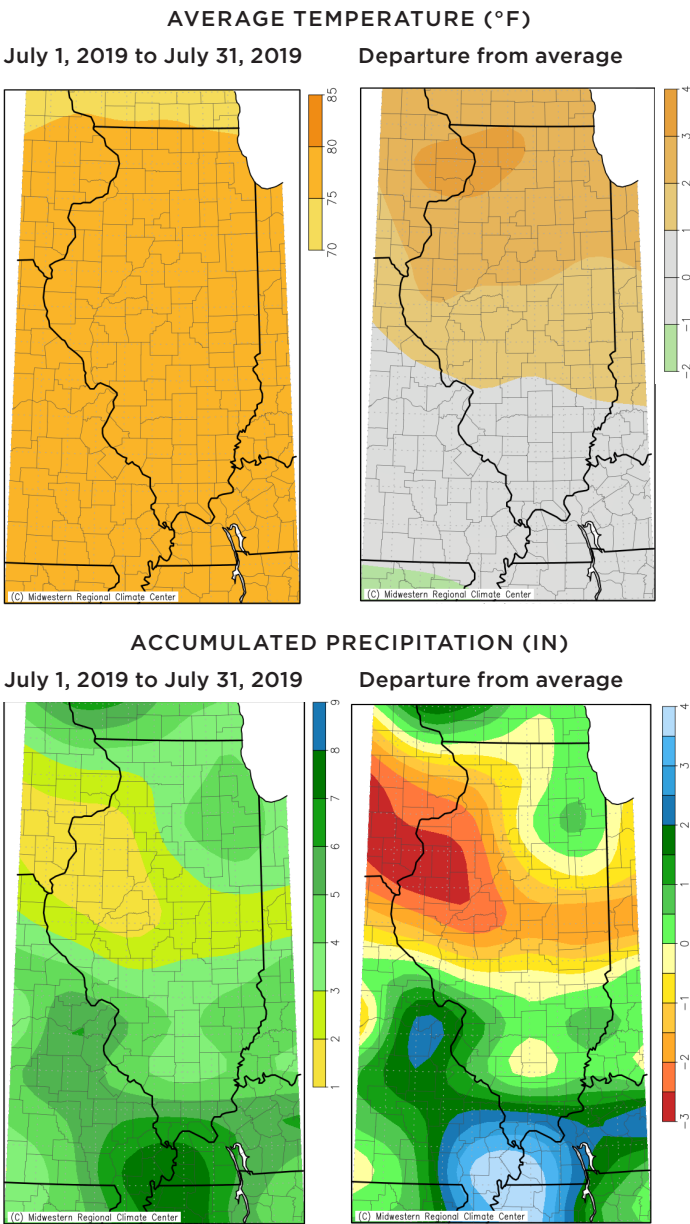 AVERAGE TEMPERATURE (°F)
July 1, 2019 to July 31, 2019
Departure from average
85
80
75
70
4
3
2
1
0
−1
−2
(C) Midwestern Regional Climate Center
(C) Midwestern Regional Climate Center
ACCUMULATED PRECIPITATION (IN)
July 1, 2019 to July 31, 2019
Departure from average
9
8
7
6
5
4
3
2
1
4
3
2
1
0
−1
−2
−3
(C) Midwestern Regional Climate Center
(C) Midwestern Regional Climate Center